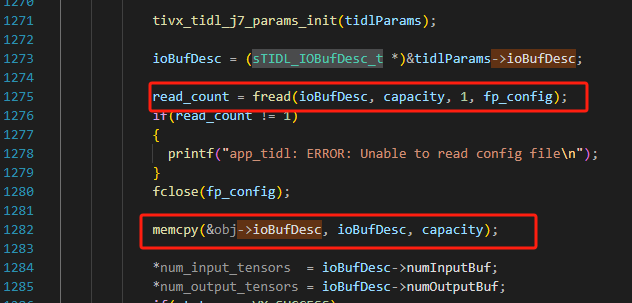 1270
1271 tivx_tidl_j7_params_init(tidlParams);
1272
1273 ioBufDesc = (sTIDL_IOBufDesc_t *)&tidlParams->ioBufDesc;
1274
1275 read_count = fread(ioBufDesc, capacity, 1, fp_config);
1276 if(read_count != 1)
1277 {
1278 printf("app_tidl: ERROR: Unable to read config file\n");
1279 }
1280 fclose(fp_config);
1281
1282 memcpy(&obj->ioBufDesc, ioBufDesc, capacity);
1283
1284 *num_input_tensors = ioBufDesc->numInputBuf;
1285 *num_output_tensors = ioBufDesc->numOutputBuf;